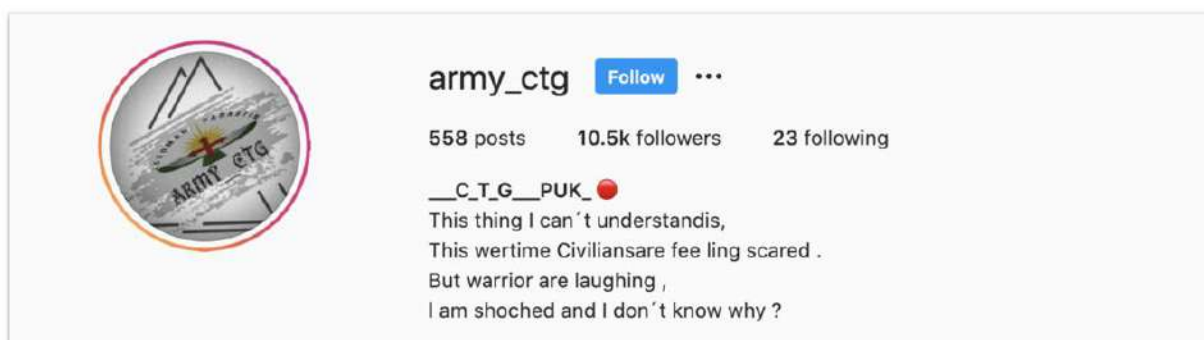 army_ctg Follow
558 posts 10.5k followers 23 following
__C_T_G__PUK_
This thing I can´t understandis,
This wertime Civiliansare fee ling scared .
But warrior are laughing ,
I am shoched and I don´t know why ?
ARMY CTG